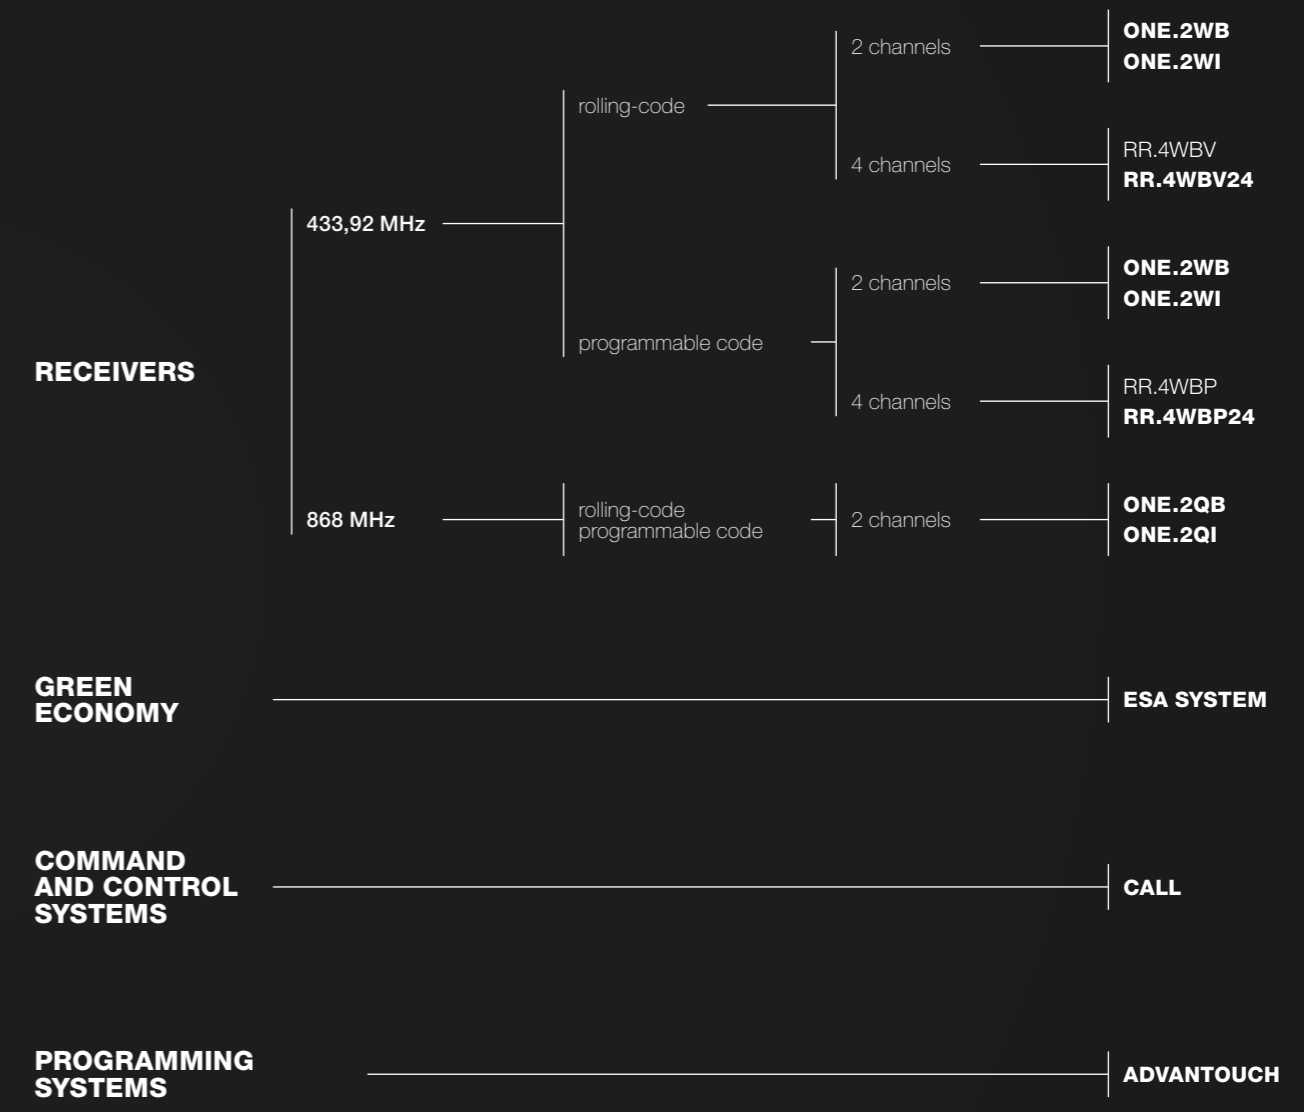 RECEIVERS
433,92 MHz
rolling-code
2 channels
ONE.2WB
ONE.2WI
4 channels
RR.4WBV
RR.4WBV24
programmable code
2 channels
ONE.2WB
ONE.2WI
4 channels
RR.4WBP
RR.4WBP24
868 MHz
rolling-code
programmable code
2 channels
ONE.2QB
ONE.2QI
GREEN
ECONOMY
ESA SYSTEM
COMMAND
AND CONTROL
SYSTEMS
CALL
PROGRAMMING
SYSTEMS
ADVANTOUCH